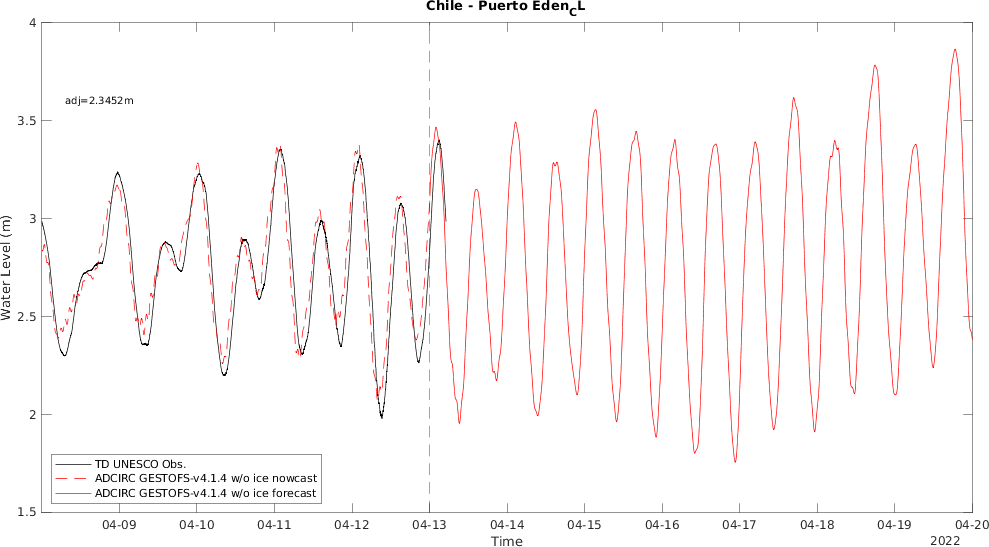 Chile - Puerto Eden_CL
4
adj=2.3452m
3.5
3
Water Level (m)
2.5
2
TD UNESCO Obs.
ADCIRC GESTOFS-v4.1.4 w/o ice nowcast
ADCIRC GESTOFS-v4.1.4 w/o ice forecast
1.5
04-09 04-10 04-11 04-12 04-13 04-14 04-15 04-16 04-17 04-18 04-19 04-20
Time
2022